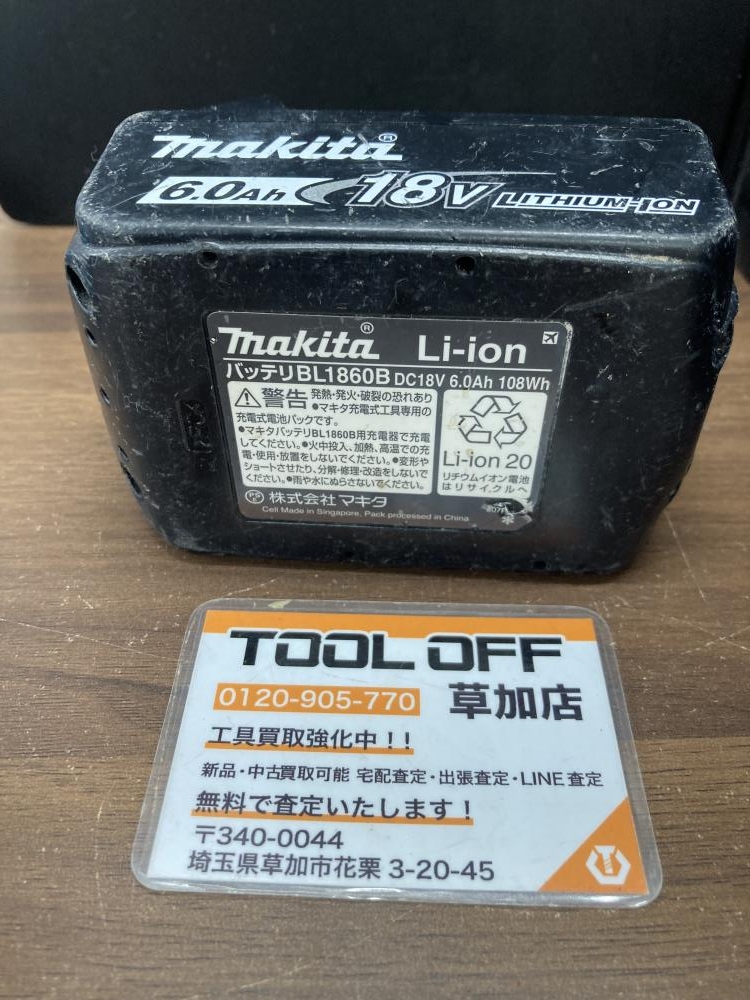 makita®
6.0Ah 18V LITHIUM-ION
makita® Li-ion
バッテリBL1860B DC18V 6.0Ah 108Wh
警告 発熱・発火・破裂の恐れあり
●マキタ充電式工具専用の
充電式電池パックです。
●マキタバッテリBL1860B用充電器で充電
してください。●火中投入、加熱、高温での充
電・使用・放置をしないでください。●変形や
ショートさせたり、分解・修理・改造をしないで
ください。●雨や水にぬらさないでください。
Li-ion 20
リチウムイオン電池
はリサイクルへ
株式会社 マキタ
Cell Made in Singapore, Pack processed in China
TOOL OFF
0120-905-770 草加店
工具買取強化中！！
新品・中古買取可能 宅配査定・出張査定・LINE査定
無料で査定いたします！
〒340-0044
埼玉県草加市花栗 3-20-45